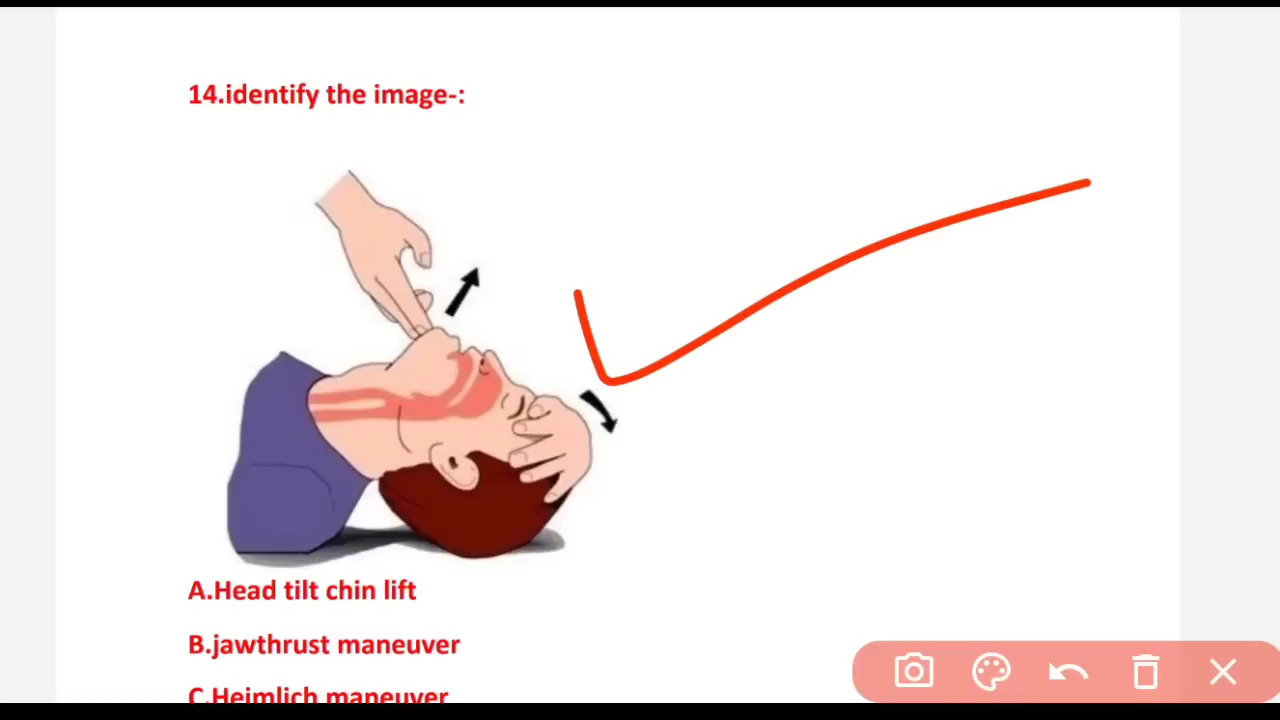 14.identify the image-:
A.Head tilt chin lift
B.jawthrust maneuver
C.Heimlich maneuver